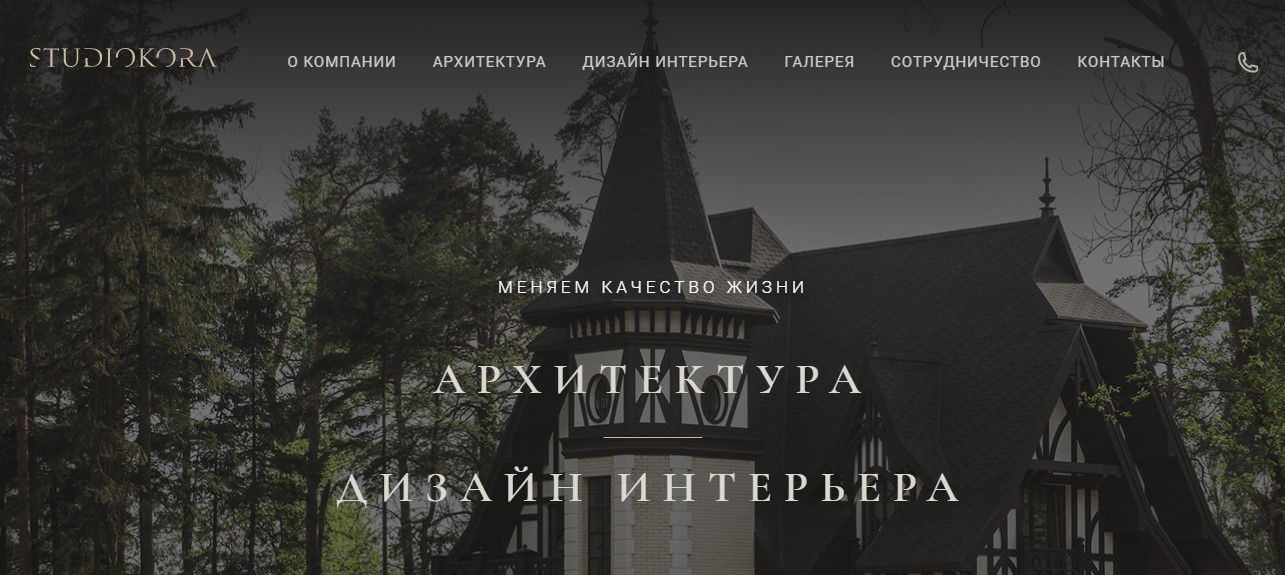 STUDIOKORA
О КОМПАНИИ АРХИТЕКТУРА ДИЗАЙН ИНТЕРЬЕРА ГАЛЕРЕЯ СОТРУДНИЧЕСТВО КОНТАКТЫ
МЕНЯЕМ КАЧЕСТВО ЖИЗНИ
АРХИТЕКТУРА
ДИЗАЙН ИНТЕРЬЕРА